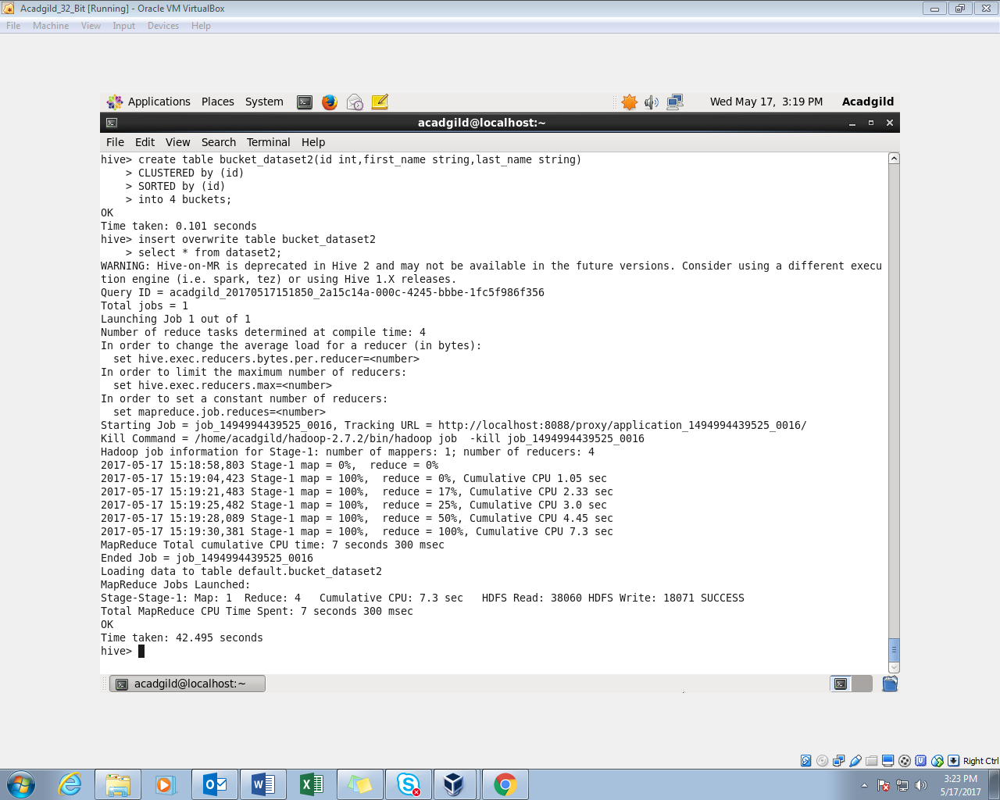 Acadgild_32_Bit [Running] - Oracle VM VirtualBox
File Machine View Input Devices Help
Applications Places System Wed May 17, 3:19 PM Acadgild
acadgild@localhost:~
File Edit View Search Terminal Help
hive> create table bucket_dataset2(id int,first_name string,last_name string)
    > CLUSTERED by (id)
    > SORTED by (id)
    > into 4 buckets;
OK
Time taken: 0.101 seconds
hive> insert overwrite table bucket_dataset2
    > select * from dataset2;
WARNING: Hive-on-MR is deprecated in Hive 2 and may not be available in the future versions. Consider using a different execu
tion engine (i.e. spark, tez) or using Hive 1.X releases.
Query ID = acadgild_20170517151850_2a15c14a-000c-4245-bbbe-1fc5f986f356
Total jobs = 1
Launching Job 1 out of 1
Number of reduce tasks determined at compile time: 4
In order to change the average load for a reducer (in bytes):
  set hive.exec.reducers.bytes.per.reducer=<number>
In order to limit the maximum number of reducers:
  set hive.exec.reducers.max=<number>
In order to set a constant number of reducers:
  set mapreduce.job.reduces=<number>
Starting Job = job_1494994439525_0016, Tracking URL = http://localhost:8088/proxy/application_1494994439525_0016/
Kill Command = /home/acadgild/hadoop-2.7.2/bin/hadoop job  -kill job_1494994439525_0016
Hadoop job information for Stage-1: number of mappers: 1; number of reducers: 4
2017-05-17 15:18:58,803 Stage-1 map = 0%,  reduce = 0%
2017-05-17 15:19:04,423 Stage-1 map = 100%,  reduce = 0%, Cumulative CPU 1.05 sec
2017-05-17 15:19:21,483 Stage-1 map = 100%,  reduce = 17%, Cumulative CPU 2.33 sec
2017-05-17 15:19:25,482 Stage-1 map = 100%,  reduce = 25%, Cumulative CPU 3.0 sec
2017-05-17 15:19:28,089 Stage-1 map = 100%,  reduce = 50%, Cumulative CPU 4.45 sec
2017-05-17 15:19:30,381 Stage-1 map = 100%,  reduce = 100%, Cumulative CPU 7.3 sec
MapReduce Total cumulative CPU time: 7 seconds 300 msec
Ended Job = job_1494994439525_0016
Loading data to table default.bucket_dataset2
MapReduce Jobs Launched:
Stage-Stage-1: Map: 1  Reduce: 4   Cumulative CPU: 7.3 sec   HDFS Read: 38060 HDFS Write: 18071 SUCCESS
Total MapReduce CPU Time Spent: 7 seconds 300 msec
OK
Time taken: 42.495 seconds
hive>
acadgild@localhost:~
Right Ctrl
3:23 PM
5/17/2017